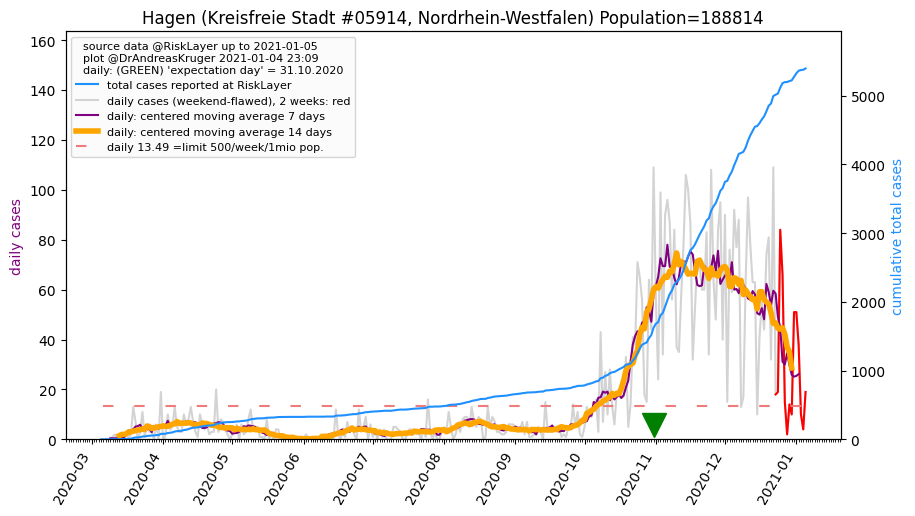 Hagen (Kreisfreie Stadt #05914, Nordrhein-Westfalen) Population=188814
source data @RiskLayer up to 2021-01-05
plot @DrAndreasKruger 2021-01-04 23:09
daily: (GREEN) 'expectation day' = 31.10.2020
total cases reported at RiskLayer
daily cases (weekend-flawed), 2 weeks: red
daily: centered moving average 7 days
daily: centered moving average 14 days
daily 13.49 =limit 500/week/1mio pop.
daily cases
160
140
120
100
80
60
40
20
0
cumulative total cases
5000
4000
3000
2000
1000
0
2020-03
2020-04
2020-05
2020-06
2020-07
2020-08
2020-09
2020-10
2020-11
2020-12
2021-01